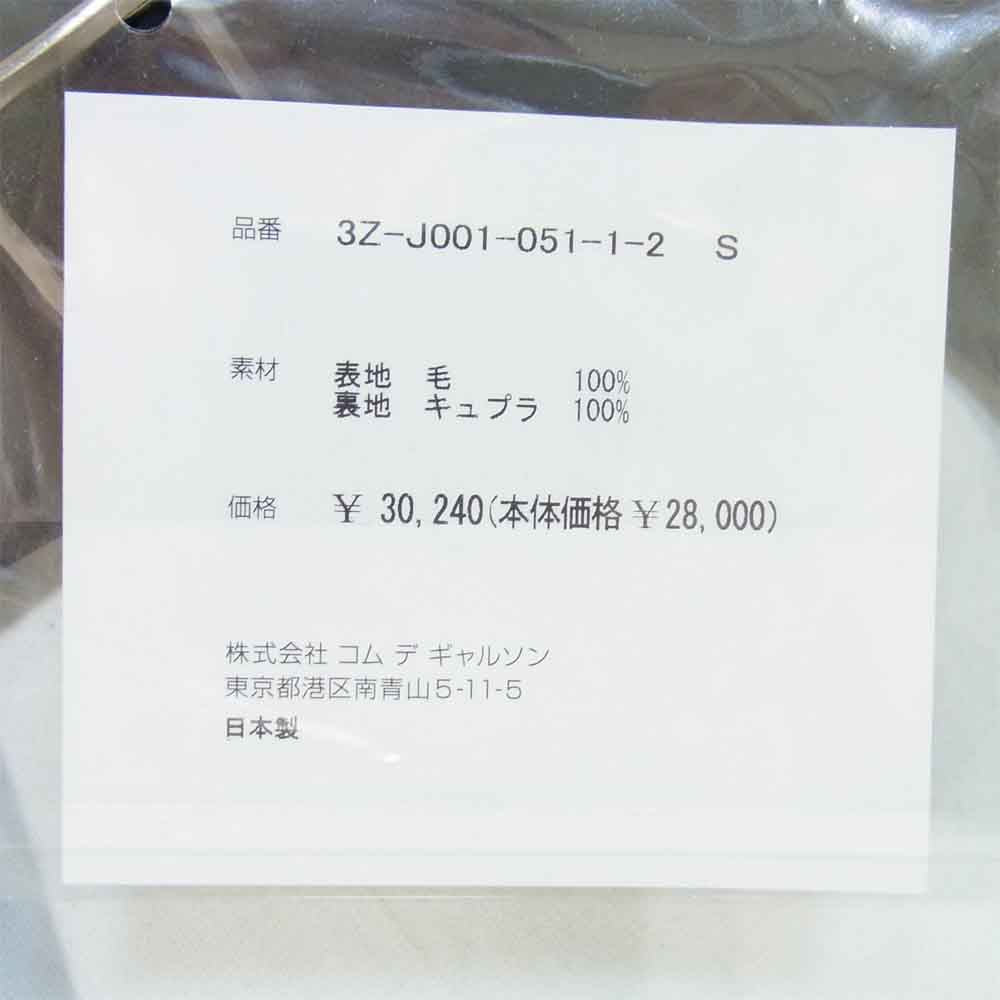 品番 3Z-J001-051-1-2 S
素材 表地 毛 100%
裏地 キュプラ 100%
価格 ¥ 30,240(本体価格¥28,000)
株式会社 コム デ ギャルソン
東京都港区南青山5-11-5
日本製